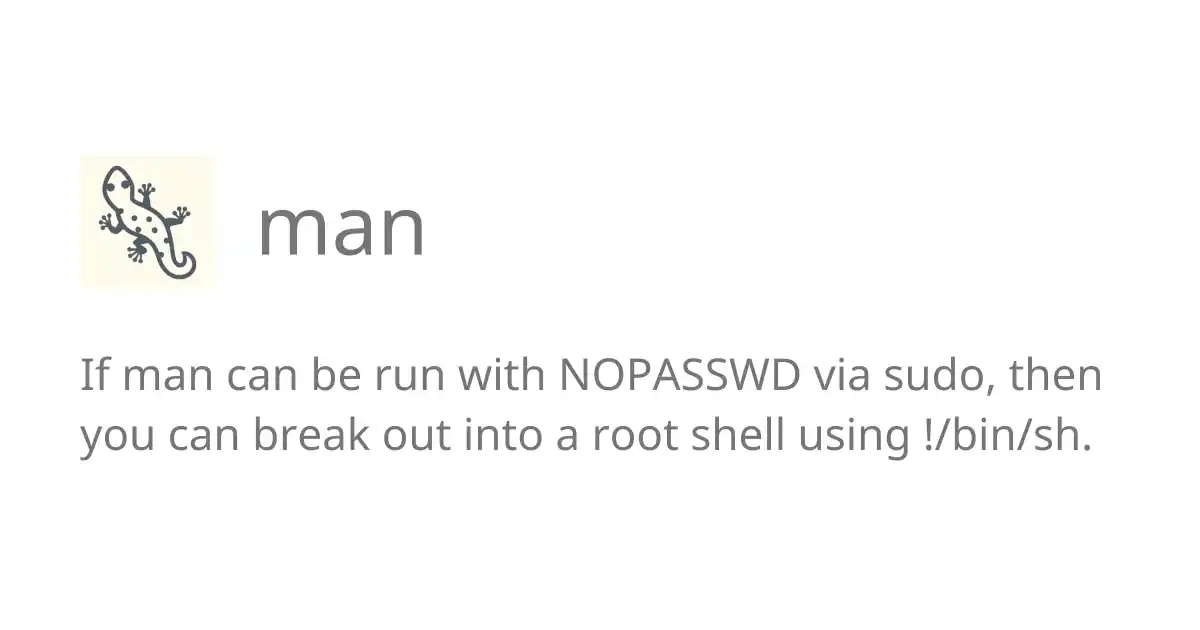 man
If man can be run with NOPASSWD via sudo, then
you can break out into a root shell using !/bin/sh.